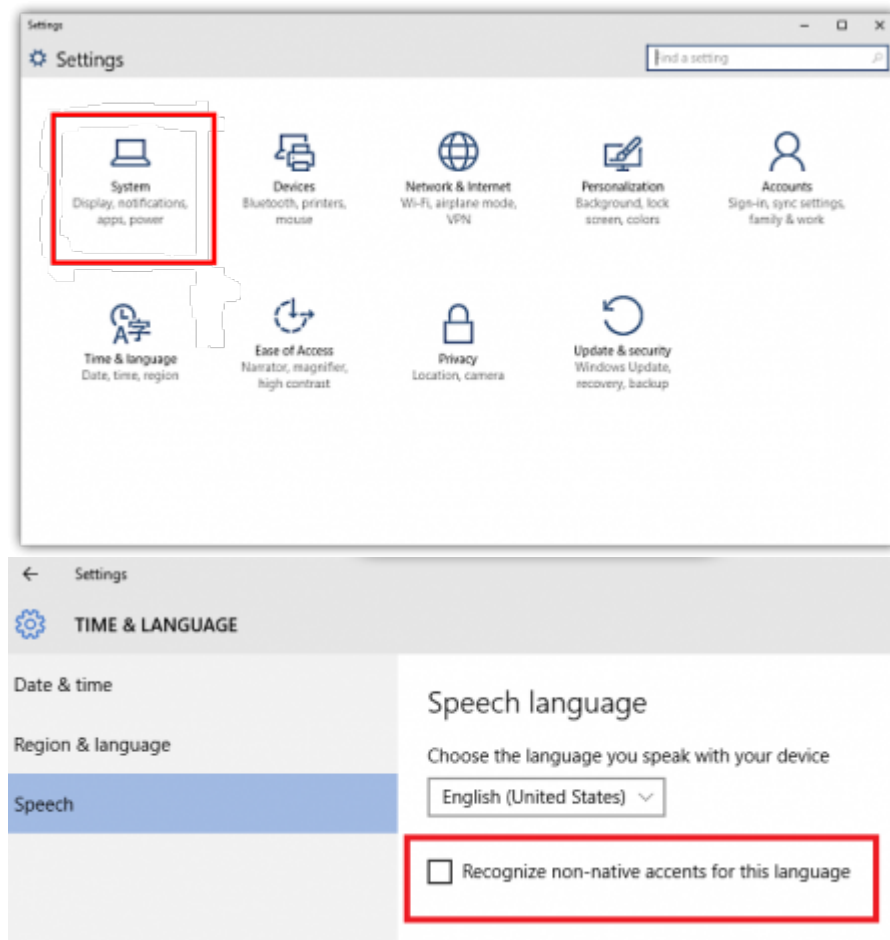 Settings
Settings
Find a setting
System
Display, notifications,
apps, power
Devices
Bluetooth, printers,
mouse
Network & Internet
Wi-Fi, airplane mode,
VPN
Personalization
Background, lock
screen, colors
Accounts
Sign-in, sync settings,
family & work
A字
Time & language
Date, time, region
Ease of Access
Narrator, magnifier,
high contrast
Privacy
Location, camera
Update & security
Windows Update,
recovery, backup
Settings
TIME & LANGUAGE
Date & time
Region & language
Speech
Speech language
Choose the language you speak with your device
English (United States)
Recognize non-native accents for this language